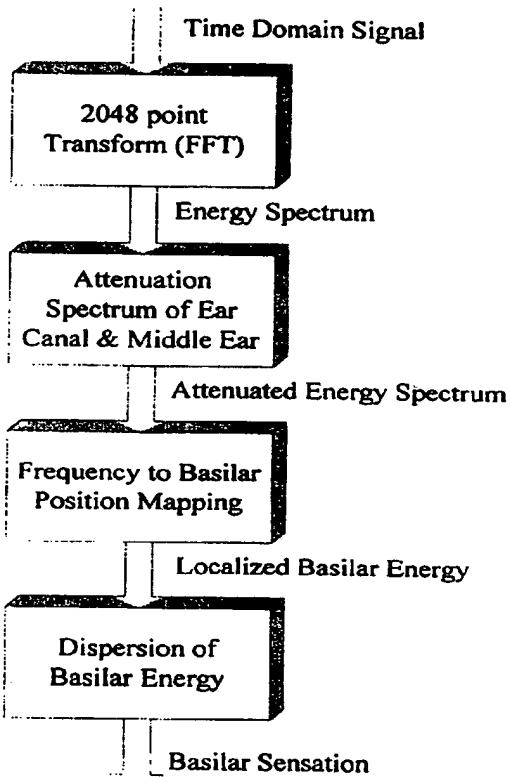 Time Domain Signal
2048 point
Transform (FFT)
Energy Spectrum
Attenuation
Spectrum of Ear
Canal & Middle Ear
Attenuated Energy Spectrum
Frequency to Basilar
Position Mapping
Localized Basilar Energy
Dispersion of
Basilar Energy
Basilar Sensation